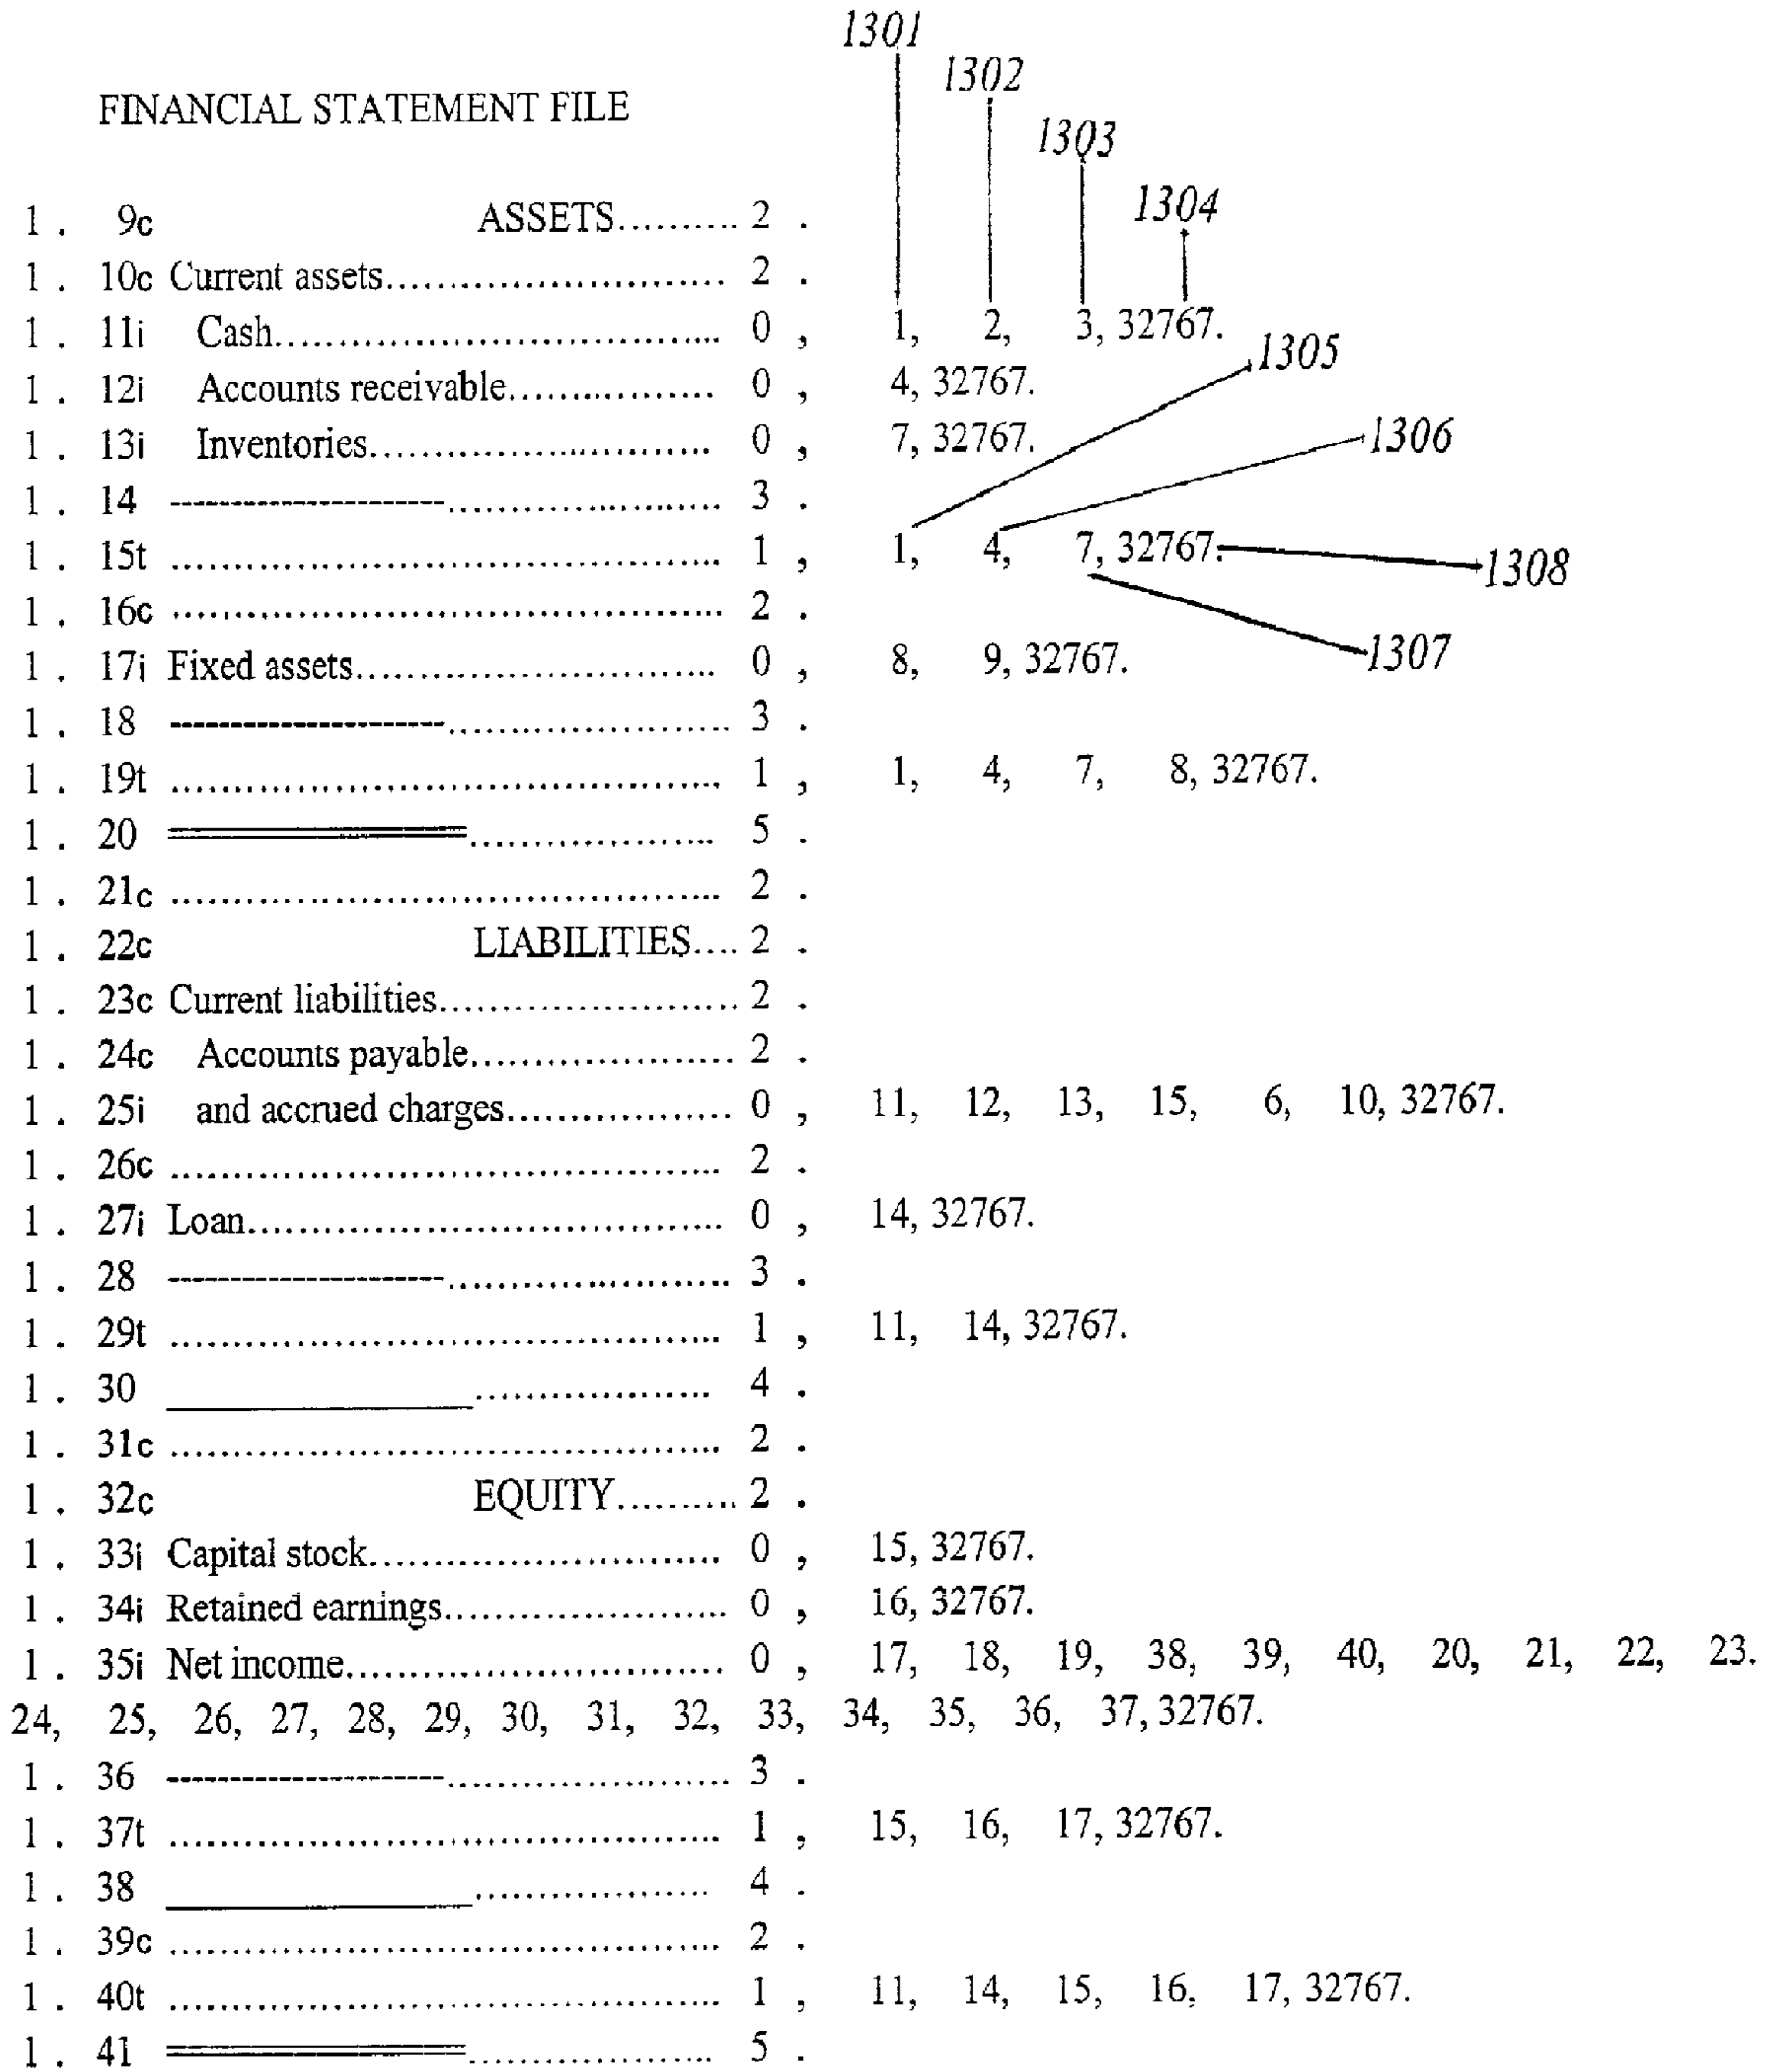 1301
1302
FINANCIAL STATEMENT FILE
1303
1304
1 . 9c ASSETS.......... 2 .
1 . 10c Current assets.......................... 2 .
1 . 11i Cash.................................... 0 , 1, 2, 3, 32767.
1305
1 . 12i Accounts receivable................. 0 , 4, 32767.
1306
1 . 13i Inventories............................ 0 , 7, 32767.
1 . 14 --------------------...................... 3 .
1 . 15t ............................................ 1 , 1, 4, 7, 32767.
1308
1 . 16c ............................................ 2 .
1 . 17i Fixed assets............................. 0 , 8, 9, 32767.
1307
1 . 18 --------------------....................... 3 .
1 . 19t ............................................ 1 , 1, 4, 7, 8, 32767.
1 . 20 ==================.................... 5 .
1 . 21c ............................................ 2 .
1 . 22c LIABILITIES.... 2 .
1 . 23c Current liabilities........................ 2 .
1 . 24c Accounts payable..................... 2 .
1 . 25i and accrued charges.................. 0 , 11, 12, 13, 15, 6, 10, 32767.
1 . 26c ............................................ 2 .
1 . 27i Loan...................................... 0 , 14, 32767.
1 . 28 --------------------....................... 3 .
1 . 29t ............................................ 1 , 11, 14, 32767.
1 . 30 __________________................... 4 .
1 . 31c ............................................ 2 .
1 . 32c EQUITY.......... 2 .
1 . 33i Capital stock............................ 0 , 15, 32767.
1 . 34i Retained earnings....................... 0 , 16, 32767.
1 . 35i Net income.............................. 0 , 17, 18, 19, 38, 39, 40, 20, 21, 22, 23.
24, 25, 26, 27, 28, 29, 30, 31, 32, 33, 34, 35, 36, 37, 32767.
1 . 36 --------------------....................... 3 .
1 . 37t ............................................ 1 , 15, 16, 17, 32767.
1 . 38 __________________................... 4 .
1 . 39c ............................................ 2 .
1 . 40t ............................................ 1 , 11, 14, 15, 16, 17, 32767.
1 . 41 ==================.................... 5 .